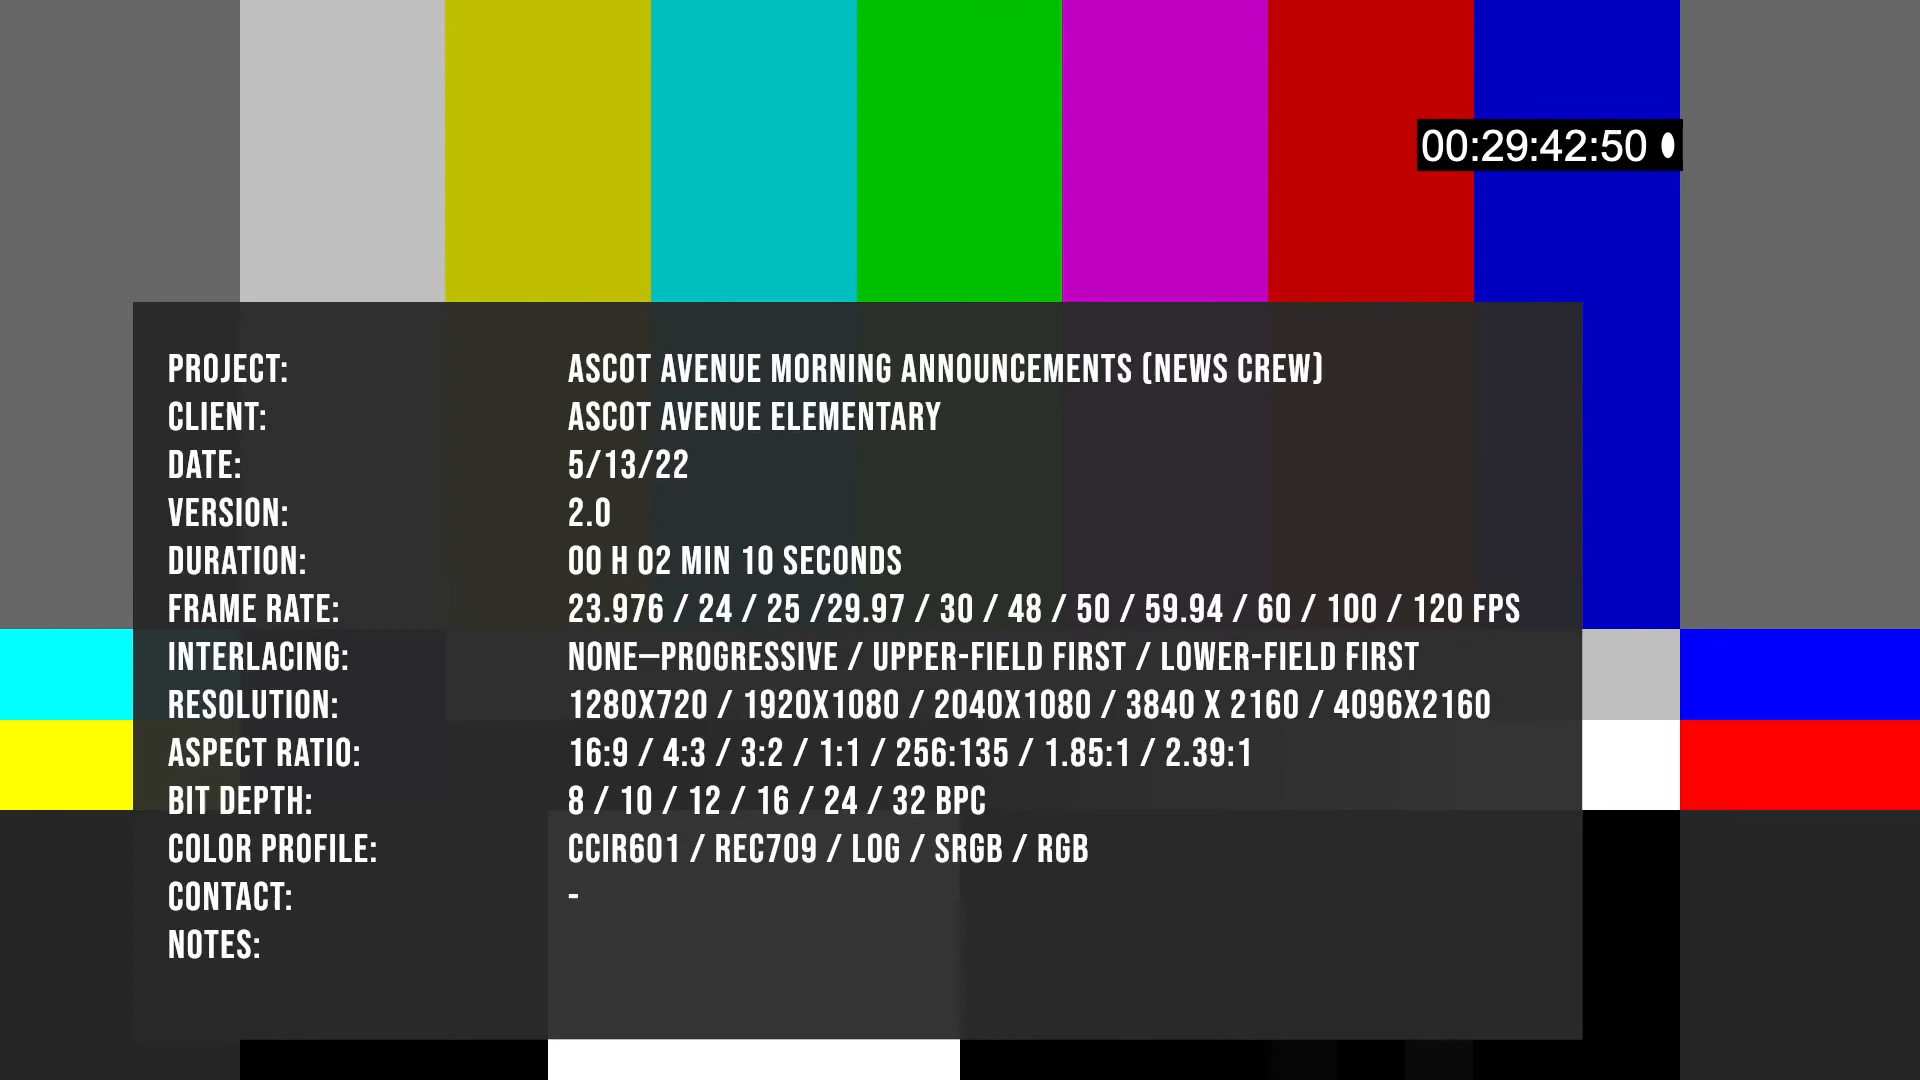 00:29:42:50
PROJECT: ASCOT AVENUE MORNING ANNOUNCEMENTS (NEWS CREW)
CLIENT: ASCOT AVENUE ELEMENTARY
DATE: 5/13/22
VERSION: 2.0
DURATION: 00 H 02 MIN 10 SECONDS
FRAME RATE: 23.976 / 24 / 25 /29.97 / 30 / 48 / 50 / 59.94 / 60 / 100 / 120 FPS
INTERLACING: NONE—PROGRESSIVE / UPPER-FIELD FIRST / LOWER-FIELD FIRST
RESOLUTION: 1280X720 / 1920X1080 / 2040X1080 / 3840 X 2160 / 4096X2160
ASPECT RATIO: 16:9 / 4:3 / 3:2 / 1:1 / 256:135 / 1.85:1 / 2.39:1
BIT DEPTH: 8 / 10 / 12 / 16 / 24 / 32 BPC
COLOR PROFILE: CCIR601 / REC709 / LOG / SRGB / RGB
CONTACT: -
NOTES: